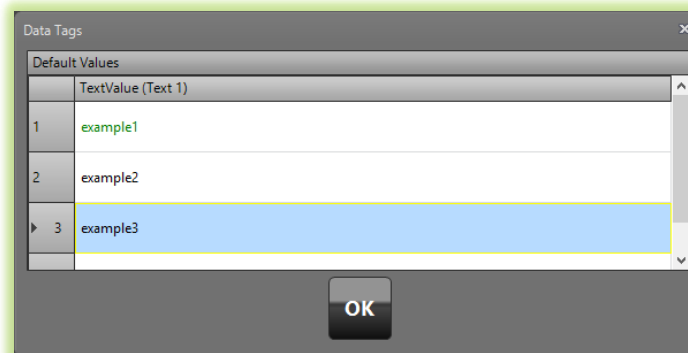 Data Tags
Default Values
TextValue (Text 1)
1 example1
2 example2
3 example3
OK